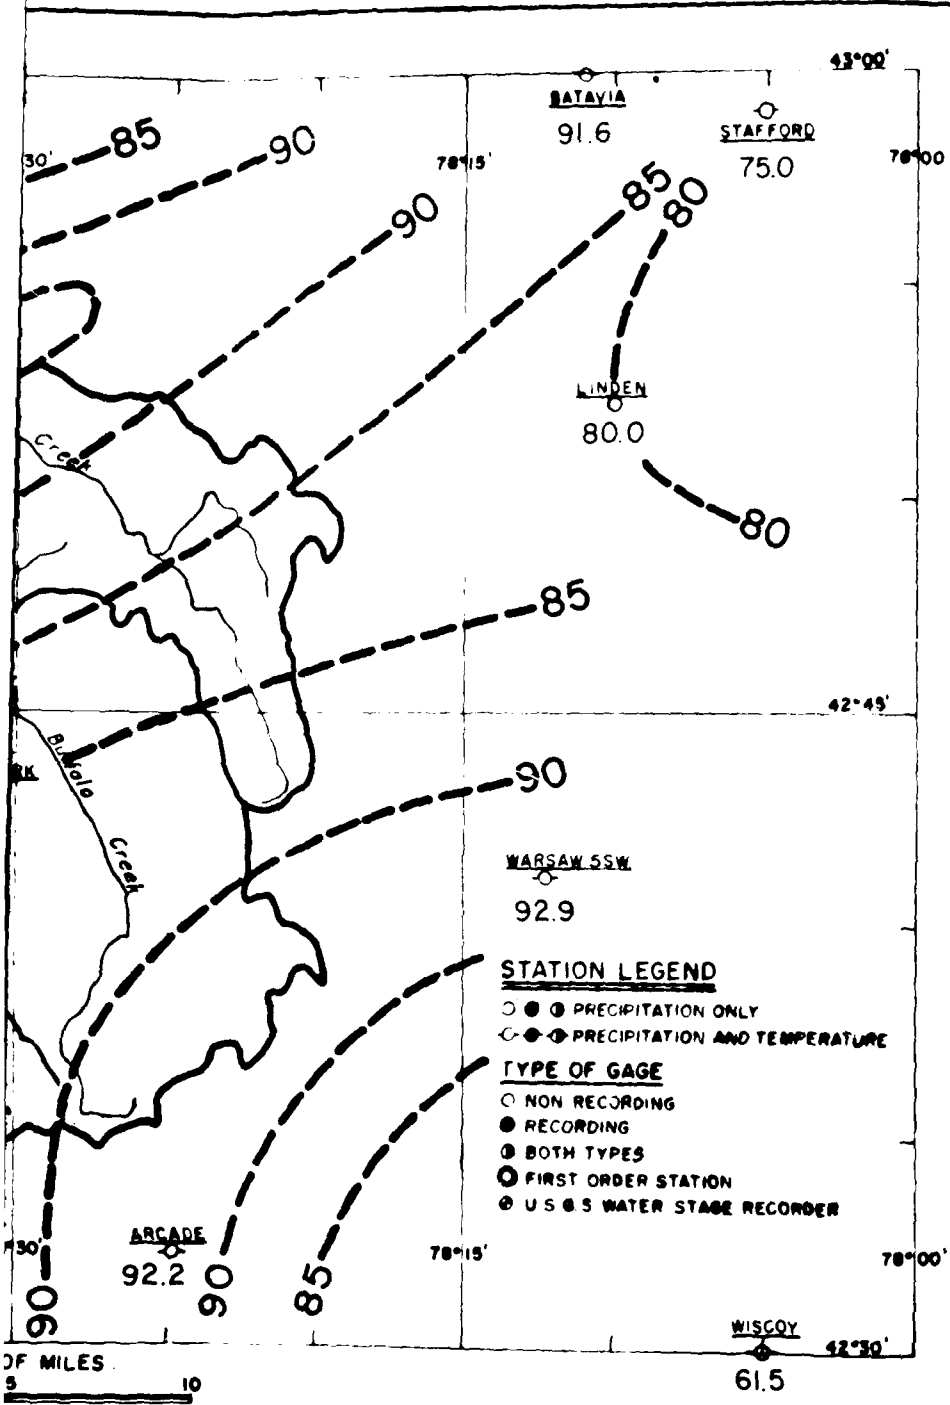 43°00'
BATAVIA
91.6
STAFFORD
75.0
85
90
30'
78°15'
78°00
90
85
80
LINDEN
80.0
Creek
80
85
42°45'
Buffalo
Creek
RK
90
WARSAW 5SW
92.9
STATION LEGEND
PRECIPITATION ONLY
PRECIPITATION AND TEMPERATURE
TYPE OF GAGE
NON RECORDING
RECORDING
BOTH TYPES
FIRST ORDER STATION
U S G S WATER STAGE RECORDER
ARCADE
92.2
30'
78°15'
78°00'
90
90
85
WISCOY
42°30'
61.5
OF MILES
5 10